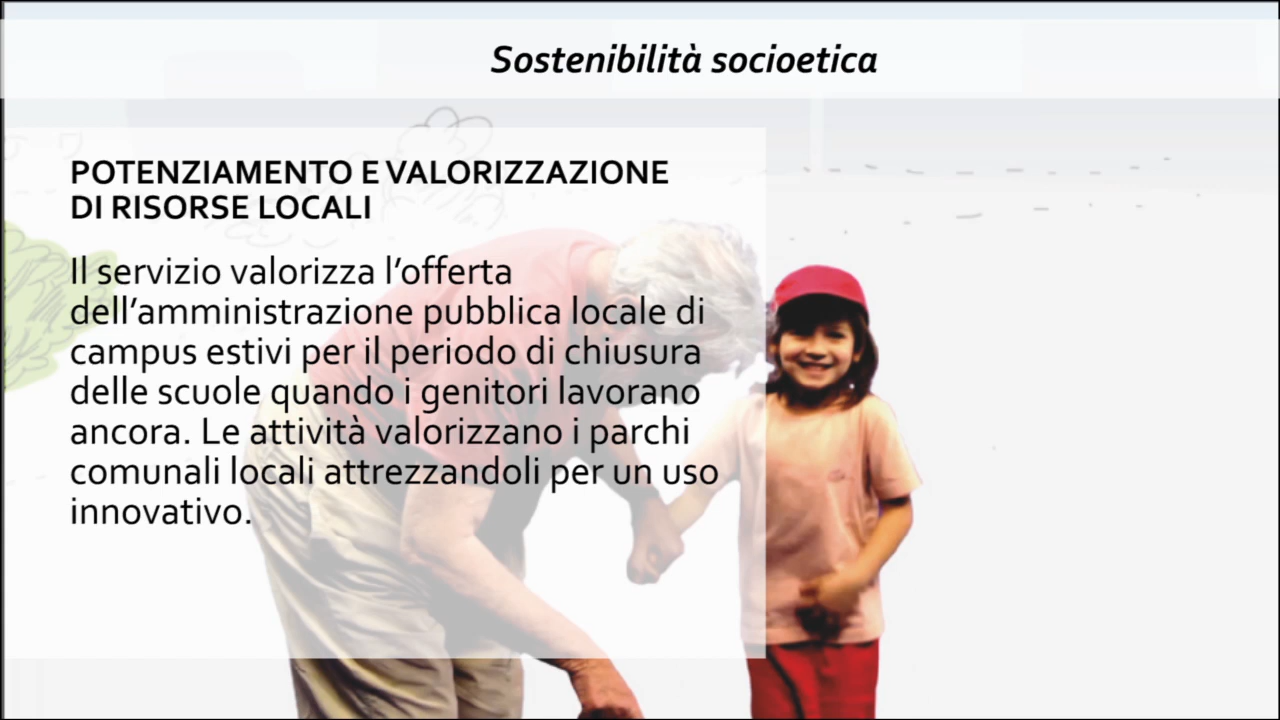 Sostenibilità socioetica
POTENZIAMENTO E VALORIZZAZIONE
DI RISORSE LOCALI
Il servizio valorizza l’offerta
dell’amministrazione pubblica locale di
campus estivi per il periodo di chiusura
delle scuole quando i genitori lavorano
ancora. Le attività valorizzano i parchi
comunali locali attrezzandoli per un uso
innovativo.